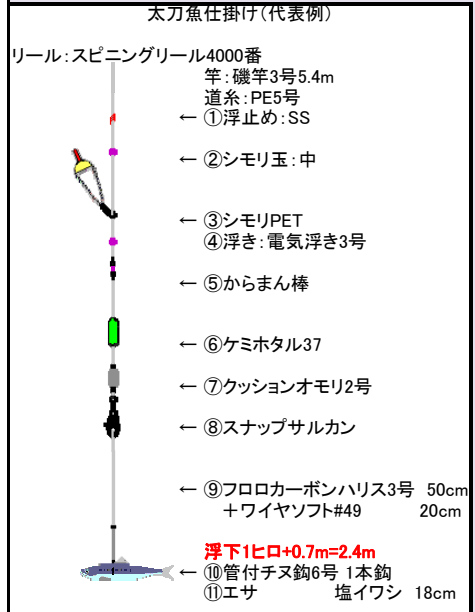 太刀魚仕掛け(代表例)
リール:スピニングリール4000番
竿:磯竿3号5.4m
道糸:PE5号
← ①浮止め:SS
← ②シモリ玉:中
← ③シモリPET
④浮き:電気浮き3号
← ⑤からまん棒
← ⑥ケミホタル37
← ⑦クッションオモリ2号
← ⑧スナップサルカン
← ⑨フロロカーボンハリス3号 50cm
+ワイヤソフト#49 20cm
浮下1ヒロ+0.7m=2.4m
← ⑩管付チヌ鈎6号 1本鈎
⑪エサ 塩イワシ 18cm